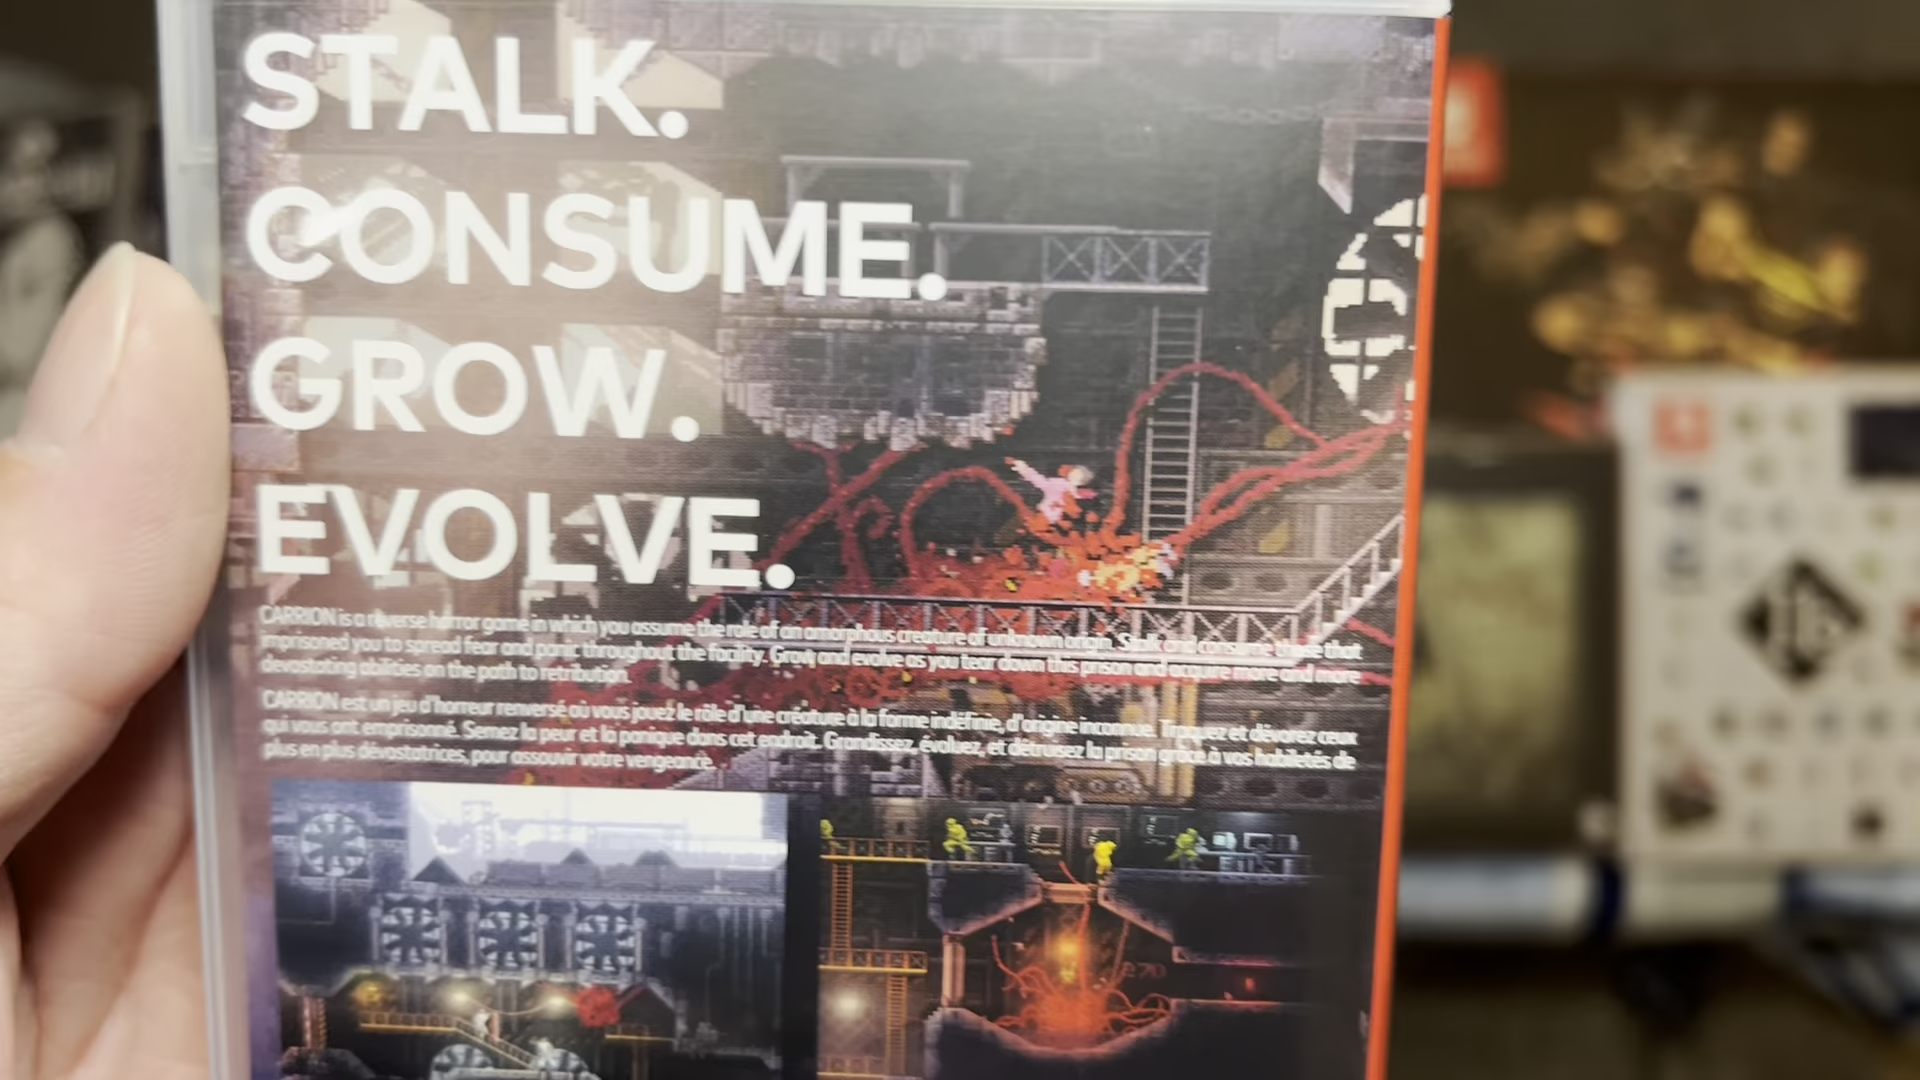 STALK.
CONSUME.
GROW.
EVOLVE.
CARRION is a reverse horror game in which you assume the role of an amorphous creature of unknown origin. Stalk and consume those that
imprisoned you to spread fear and panic throughout the facility. Grow and evolve as you tear down this prison and acquire more and more
devastating abilities on the path to retribution.
CARRION est un jeu d'horreur renversé où vous jouez le rôle d'une créature à la forme indéfinie, d'origine inconnue. Traquez et dévorez ceux
qui vous ont emprisonné. Semez la peur et la panique dans cet endroit. Grandissez, évoluez, et détruisez la prison grâce à vos habiletés de
plus en plus dévastatrices, pour assouvir votre vengeance.